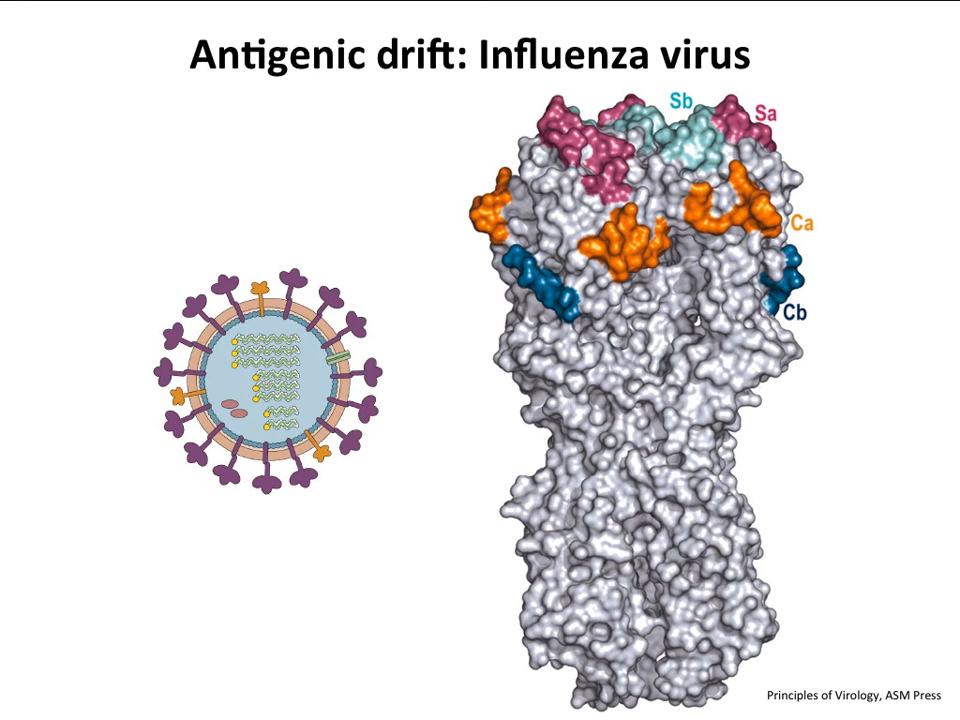 Antigenic drift: Influenza virus
Sb
Sa
Ca
Cb
Principles of Virology, ASM Press